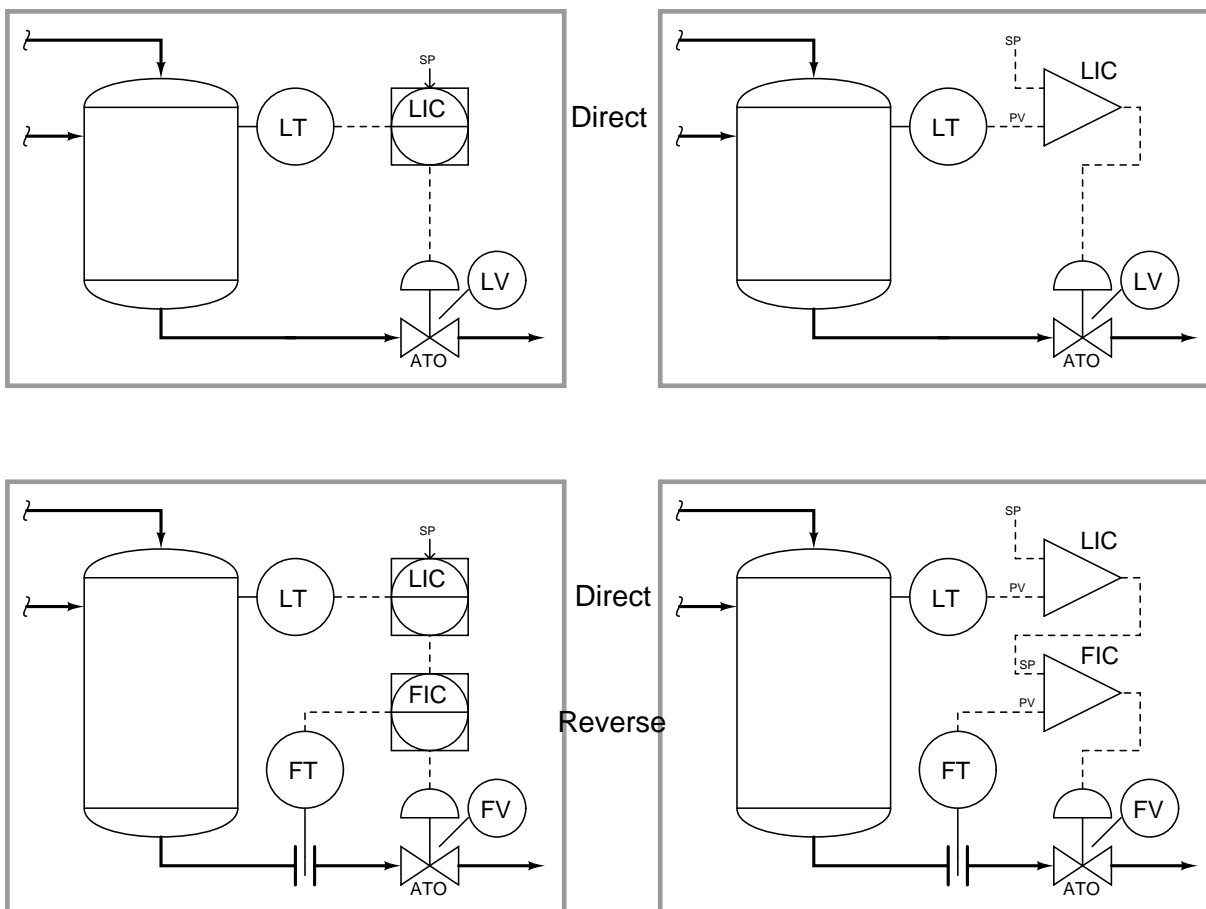 SP
LIC
LT
LV
ATO
Direct
SP
LIC
PV
LT
LV
ATO
SP
LIC
LT
FIC
FT
FV
ATO
Direct
Reverse
SP
LIC
PV
LT
SP
FIC
PV
FT
FV
ATO